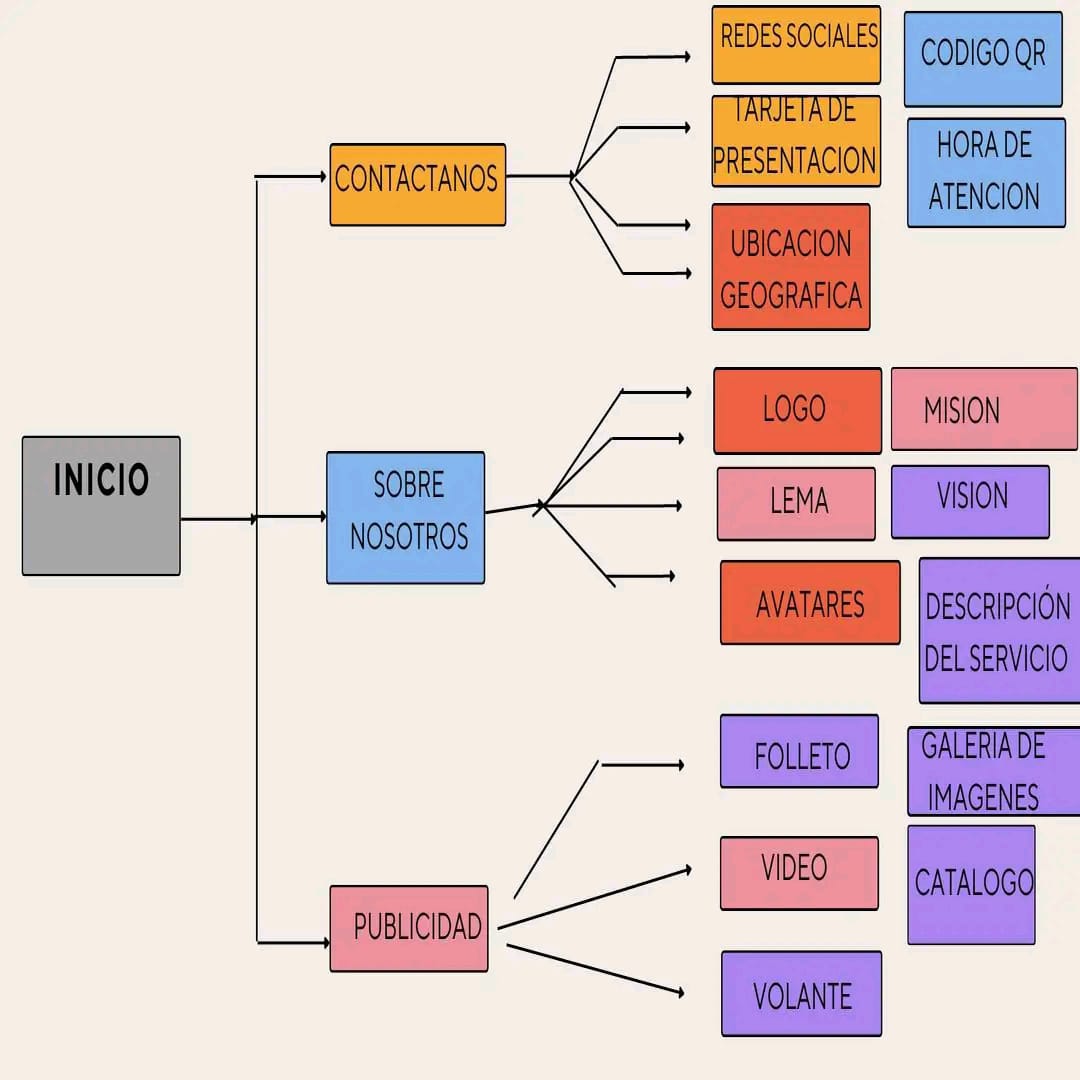 REDES SOCIALES
CODIGO QR
TARJETA DE
PRESENTACION
HORA DE
ATENCION
CONTACTANOS
UBICACION
GEOGRAFICA
LOGO
MISION
INICIO
SOBRE
NOSOTROS
LEMA
VISION
AVATARES
DESCRIPCIÓN
DEL SERVICIO
FOLLETO
GALERIA DE
IMAGENES
VIDEO
CATALOGO
PUBLICIDAD
VOLANTE